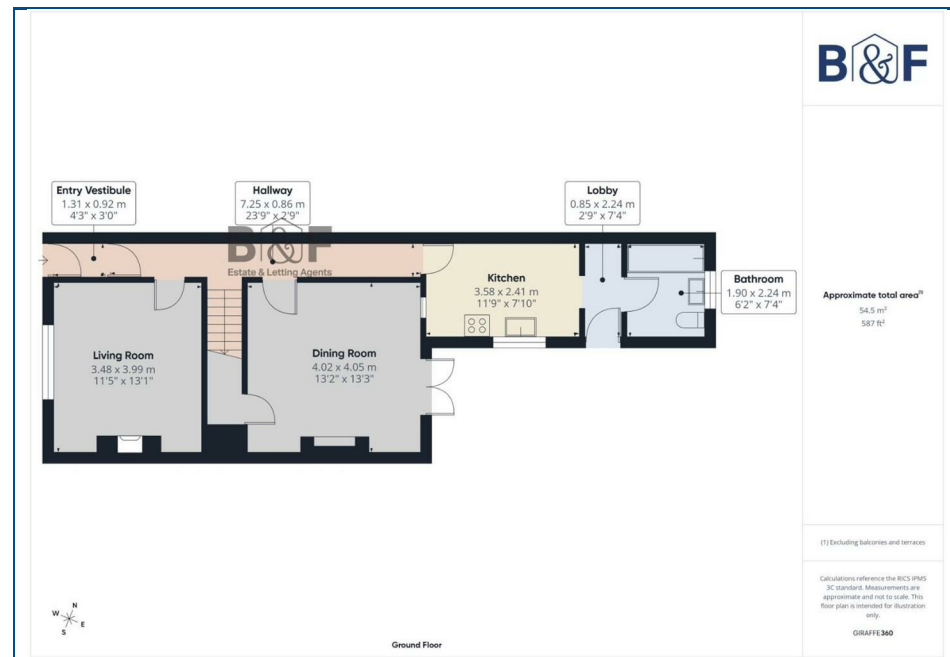 B&F
Entry Vestibule
1.31 x 0.92 m
4'3" x 3'0"
Hallway
7.25 x 0.86 m
23'9" x 2'9"
Lobby
0.85 x 2.24 m
2'9" x 7'4"
B&F
Estate & Letting Agents
Kitchen
3.58 x 2.41 m
11'9" x 7'10"
Bathroom
1.90 x 2.24 m
6'2" x 7'4"
Living Room
3.48 x 3.99 m
11'5" x 13'1"
Dining Room
4.02 x 4.05 m
13'2" x 13'3"
Approximate total area(1)
54.5 m²
587 ft²
(1) Excluding balconies and terraces
Calculations reference the RICS IPMS
3C standard. Measurements are
approximate and not to scale. This
floor plan is intended for illustration
only.
GIRAFFE360
N
W
E
S
Ground Floor